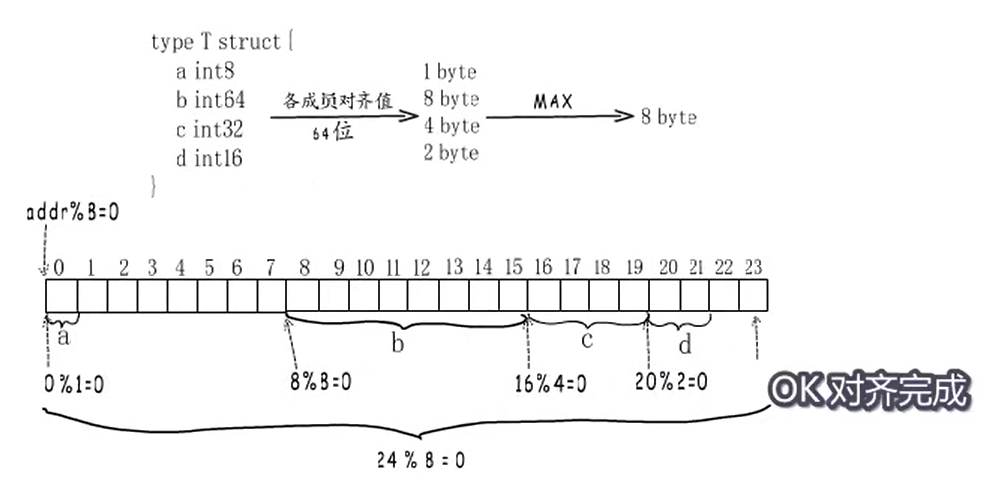 type T struct {
a int8
b int64
c int32
d int16
}
各成员对齐值
64位
1 byte
8 byte
4 byte
2 byte
MAX
8 byte
addr%8=0
0 1 2 3 4 5 6 7 8 9 10 11 12 13 14 15 16 17 18 19 20 21 22 23
a b c d
0%1=0 8%8=0 16%4=0 20%2=0
OK 对齐完成
24%8=0